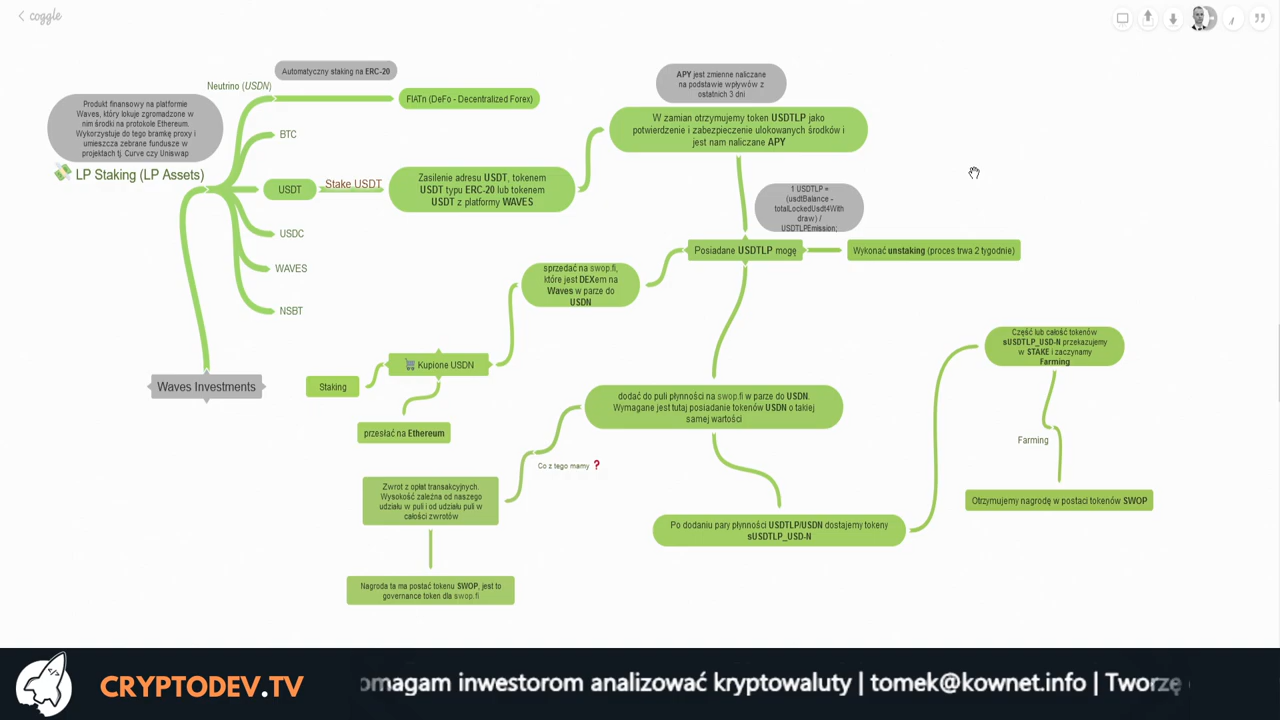 coggle
Automatyczny staking na ERC-20
Neutrino (USDN)
FIATn (DeFo - Decentralized Forex)
Produkt finansowy na platformie
Waves, który lokuje zgromadzone w
nim środki na protokole Ethereum.
Wykorzystuje do tego bramkę proxy i
umieszcza zebrane fundusze w
projektach tj. Curve czy Uniswap
LP Staking (LP Assets)
BTC
USDT
Stake USDT
Zasilenie adresu USDT, tokenem
USDT typu ERC-20 lub tokenem
USDT z platformy WAVES
USDC
WAVES
NSBT
APY jest zmienne naliczane
na podstawie wpływów z
ostatnich 3 dni
W zamian otrzymujemy token USDTLP jako
potwierdzenie i zabezpieczenie ulokowanych środków i
jest nam naliczane APY
1 USDTLP =
(usdtBalance -
totalLockedUsdt4With
draw) /
USDTLPEmission;
Posiadane USDTLP mogę
Wykonać unstaking (proces trwa 2 tygodnie)
sprzedać na swop.fi,
które jest DEXem na
Waves w parze do
USDN
Kupione USDN
Staking
przesłać na Ethereum
Waves Investments
dodać do puli płynności na swop.fi w parze do USDN.
Wymagane jest tutaj posiadanie tokenów USDN o takiej
samej wartości
Co z tego mamy ❓
Zwrot z opłat transakcyjnych.
Wysokość zależna od naszego
udziału w puli i od udziału puli w
całości zwrotów
Nagroda ta ma postać tokenu SWOP, jest to
governance token dla swop.fi
Po dodaniu pary płynności USDTLP/USDN dostajemy tokeny
sUSDTLP_USD-N
Część lub całość tokenów
sUSDTLP_USD-N przekazujemy
w STAKE i zaczynamy
Farming
Farming
Otrzymujemy nagrodę w postaci tokenów SWOP
CRYPTODEV.TV
omagam inwestorom analizować kryptowaluty | tomek@kownet.info | Tworzę